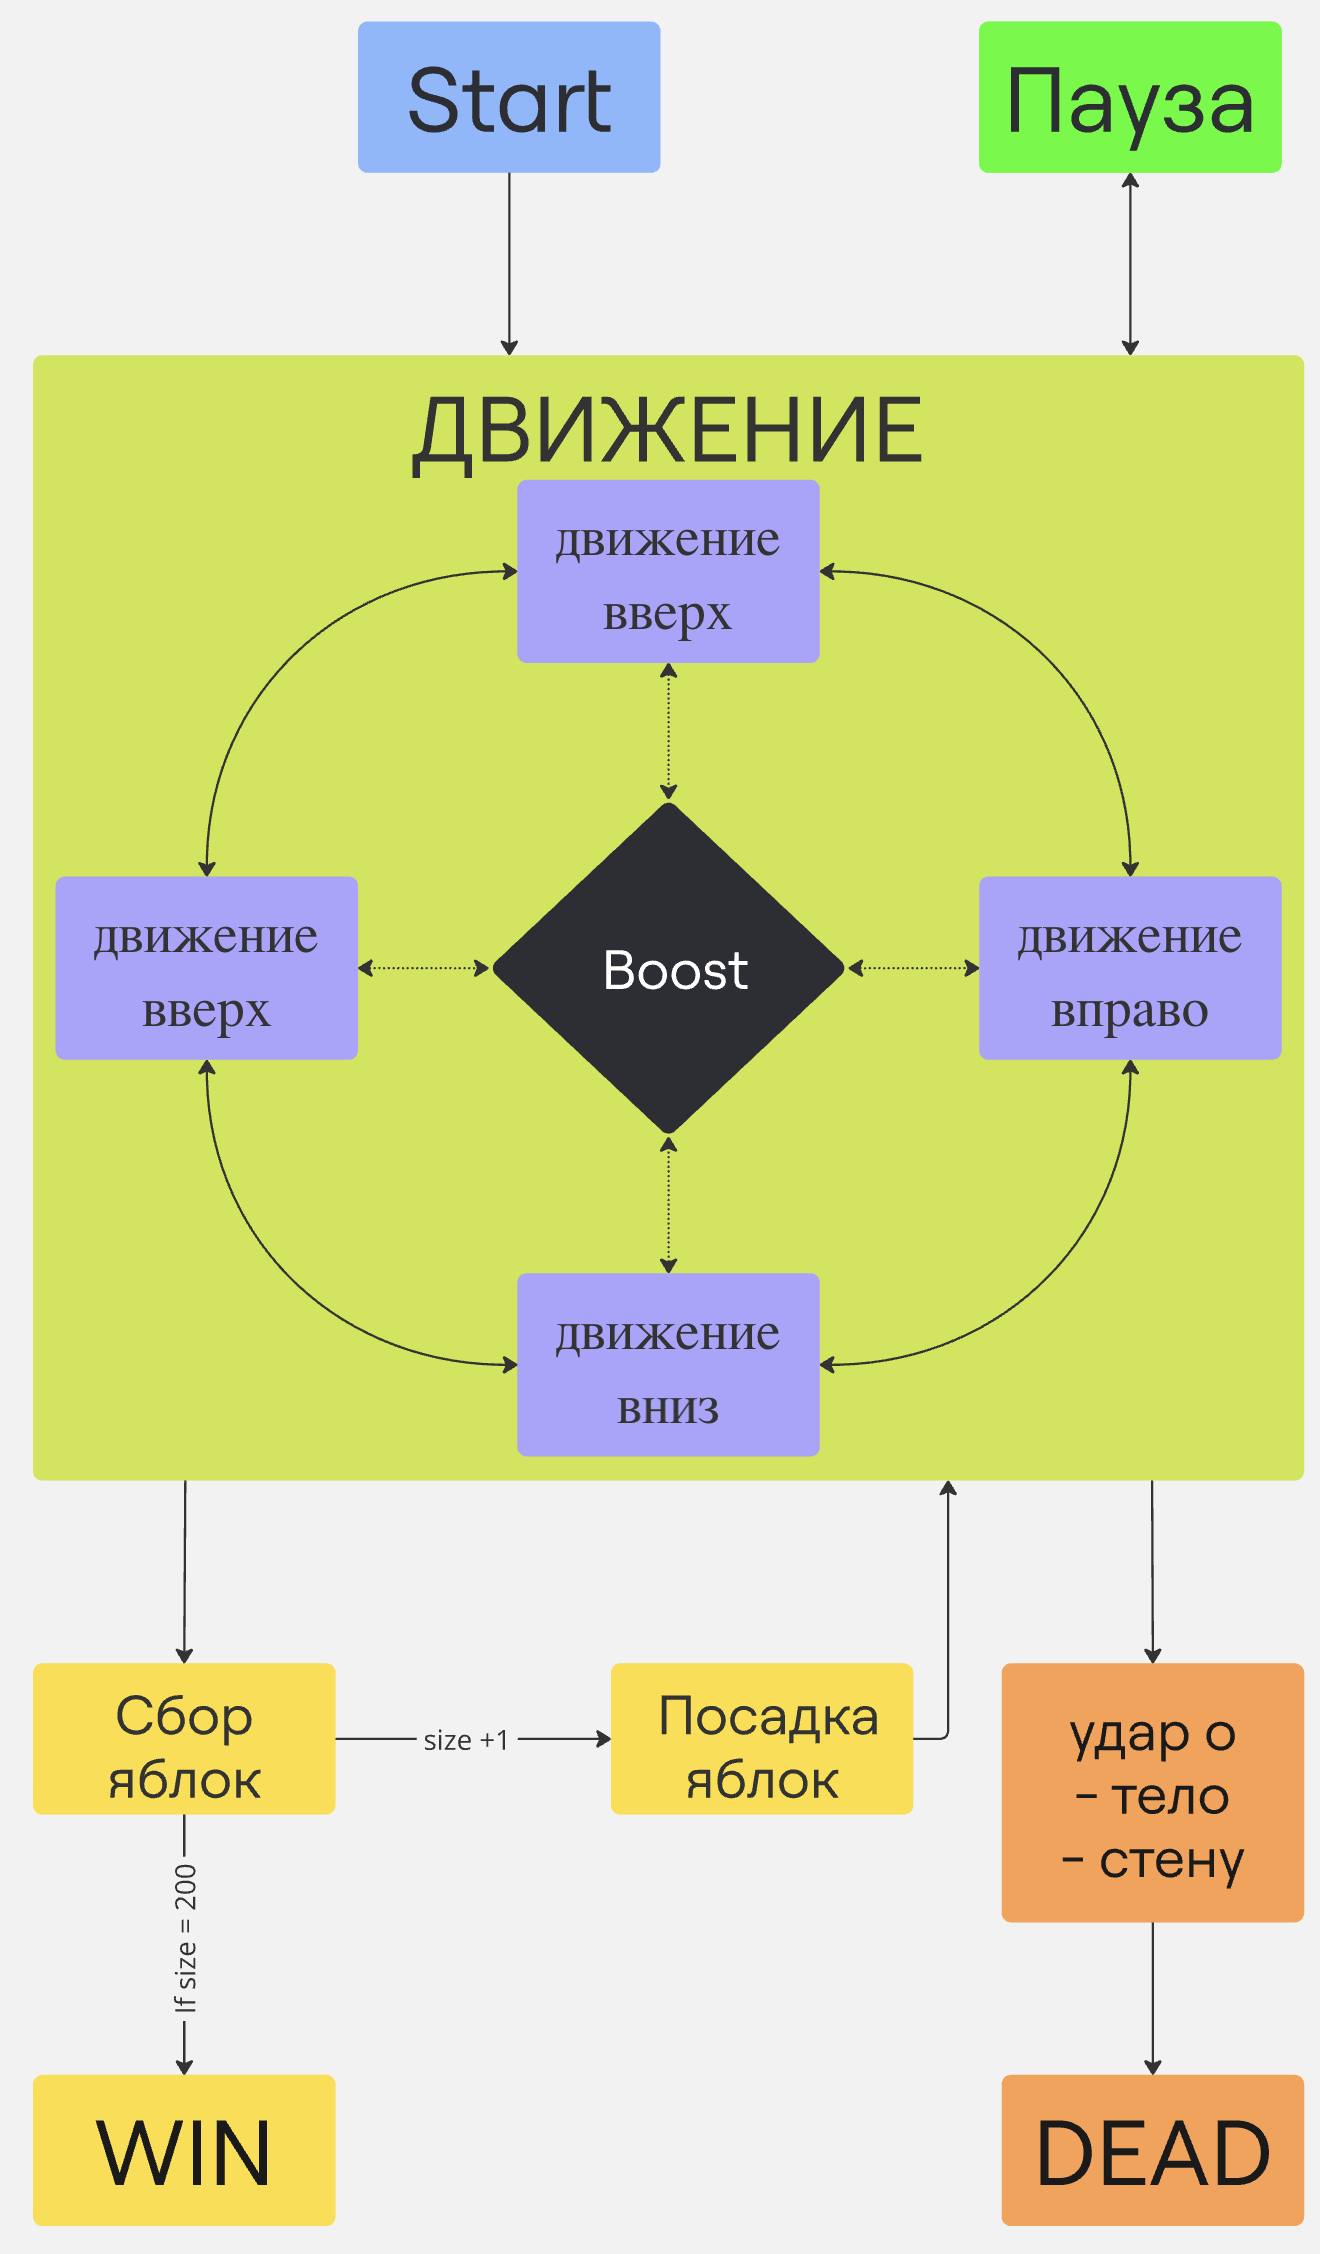 Start
Пауза
ДВИЖЕНИЕ
движение
вверх
движение
вверх
Boost
движение
вправо
движение
вниз
Сбор
яблок
size +1
Посадка
яблок
удар о
- тело
- стену
If size = 200
WIN
DEAD